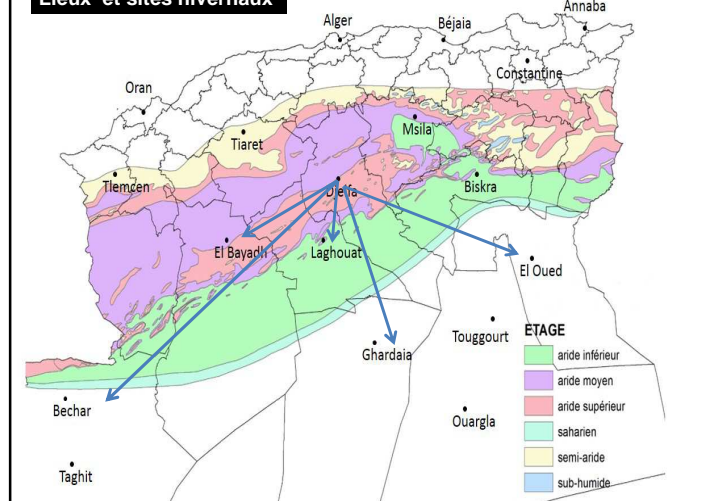 Lieux et sites hivernaux
Alger
Béjaia
Annaba
Constantine
Oran
Msila
Tiaret
Tlemcen
Djelfa
Biskra
El Bayadh
Laghouat
El Oued
Touggourt
Ghardaia
Bechar
Ouargla
Taghit
ETAGE
aride inférieur
aride moyen
aride supérieur
saharien
semi-aride
sub-humide